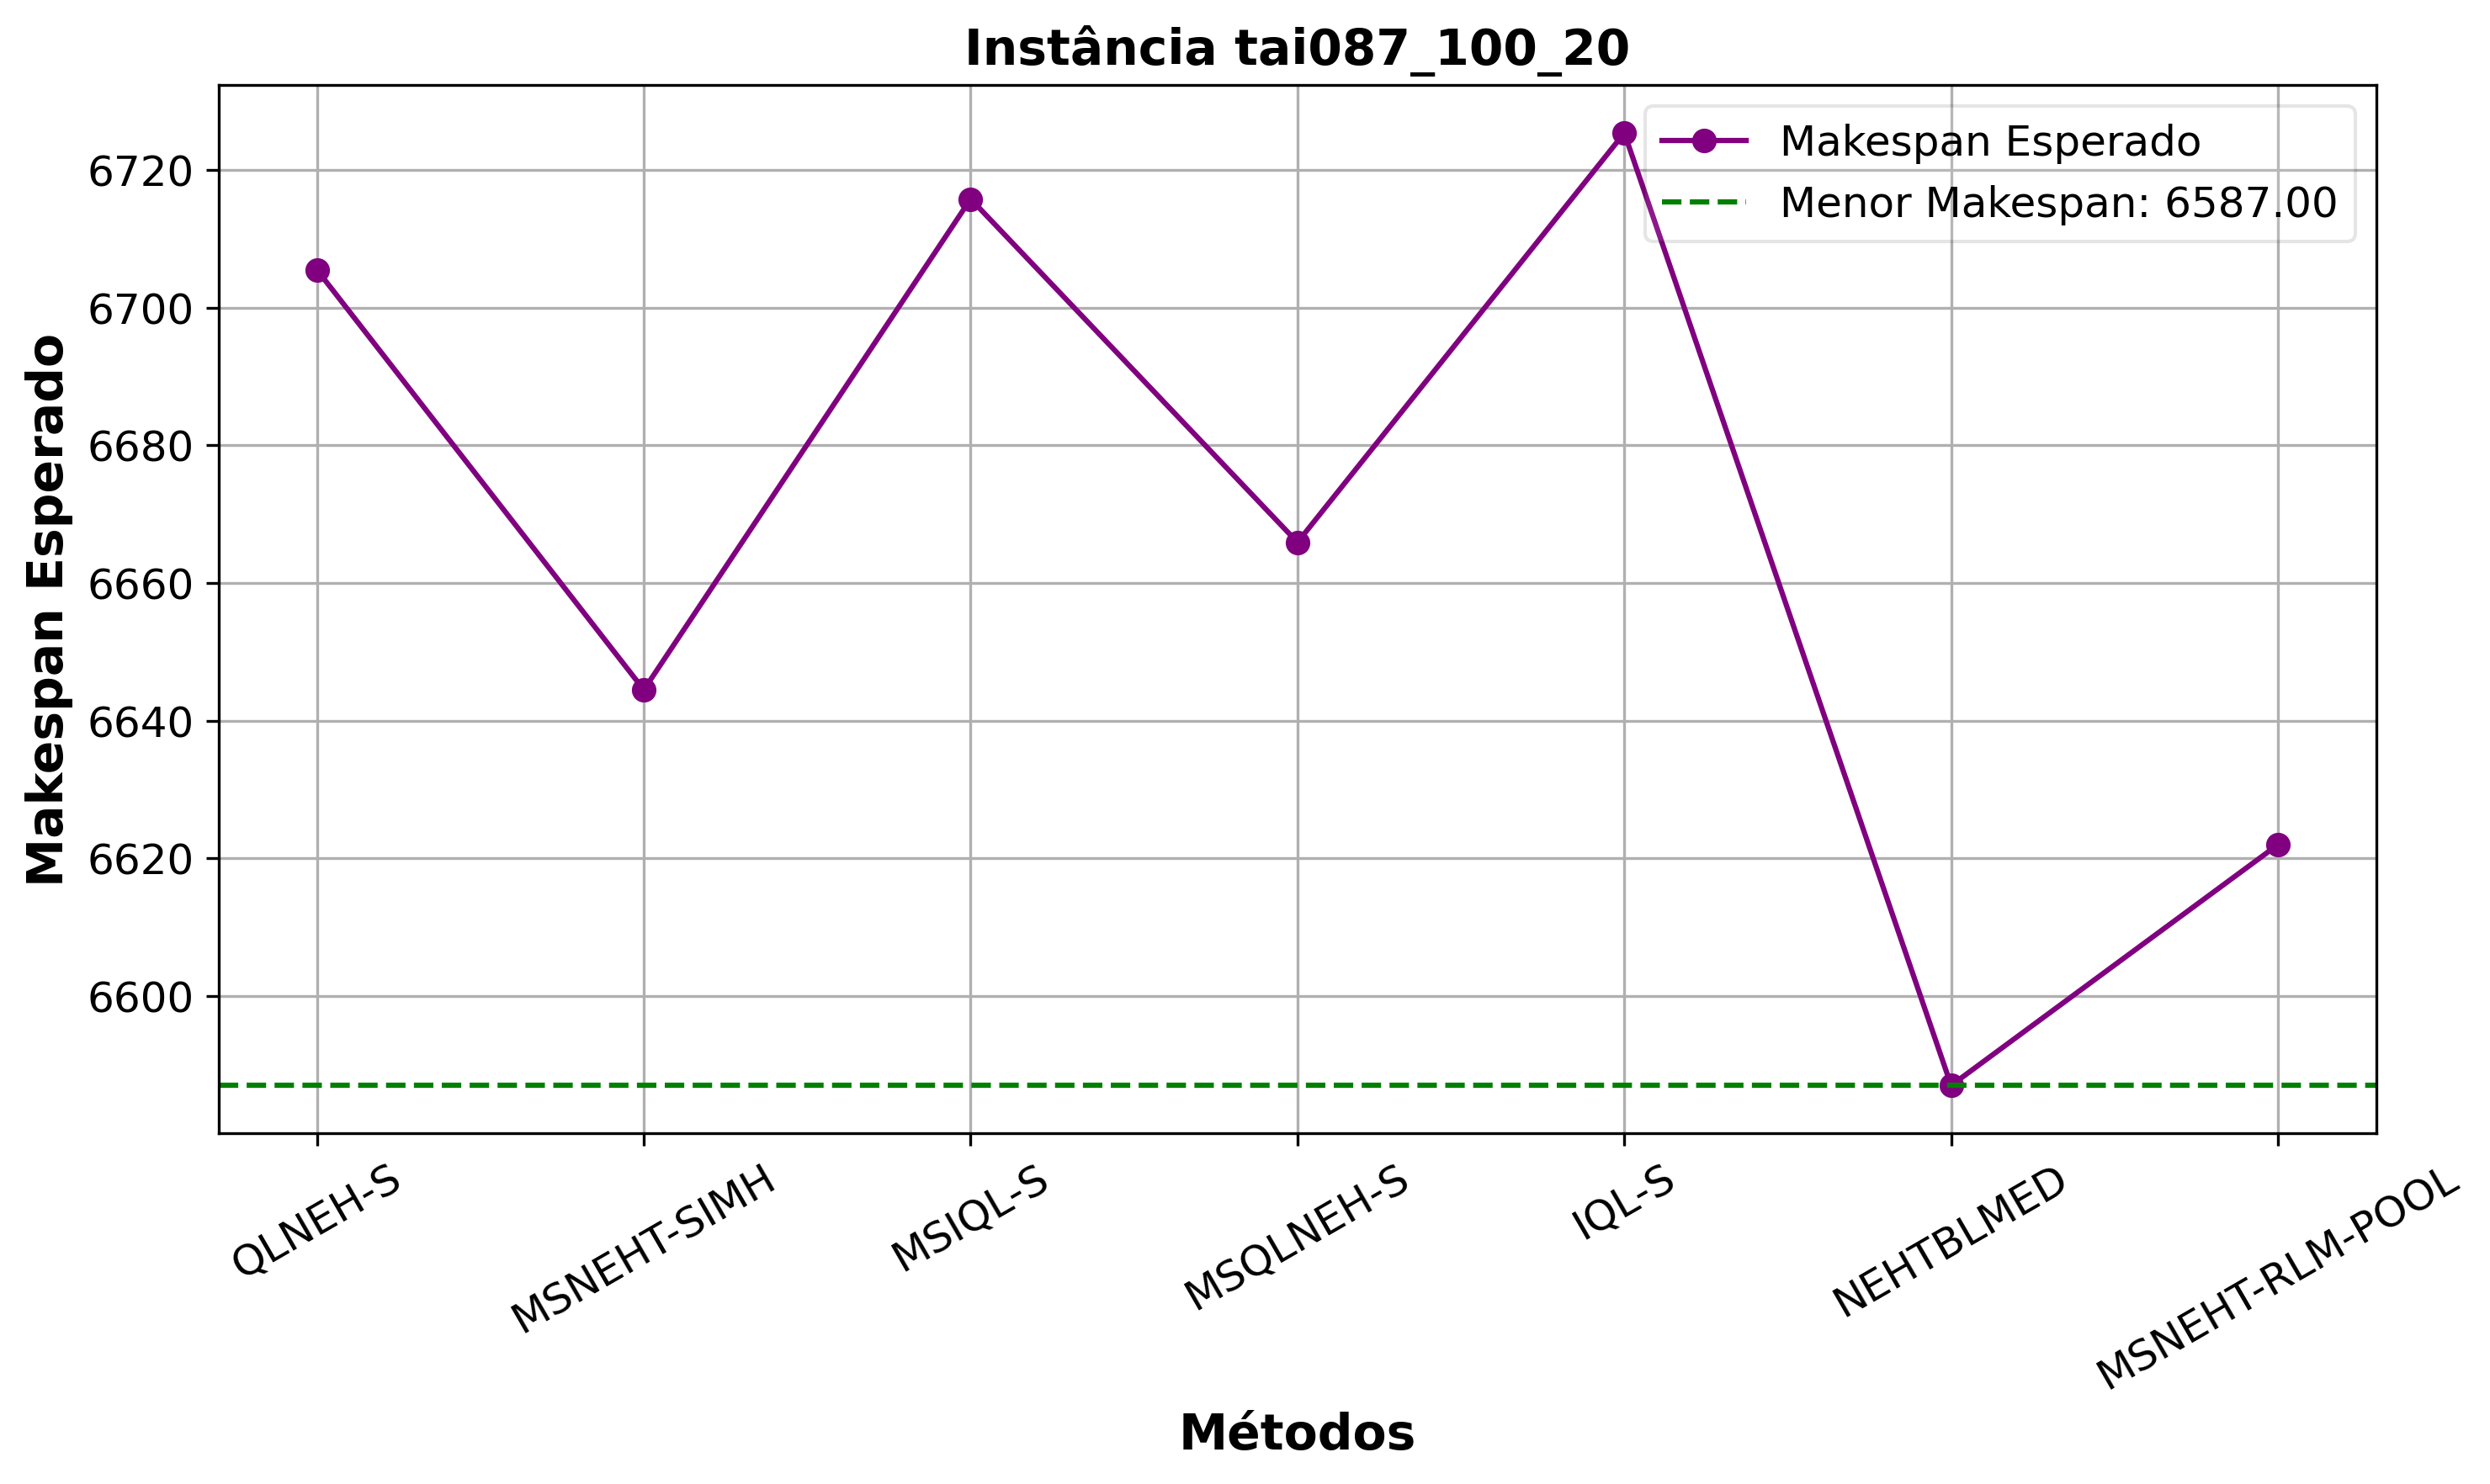 Instância tai087_100_20
Makespan Esperado
Menor Makespan: 6587.00
Makespan Esperado
6720
6700
6680
6660
6640
6620
6600
QLNEH-S
MSNEHT-SIMH
MSIQL-S
MSQLNEH-S
IQL-S
NEHTBLMED
MSNEHT-RLM-POOL
Métodos